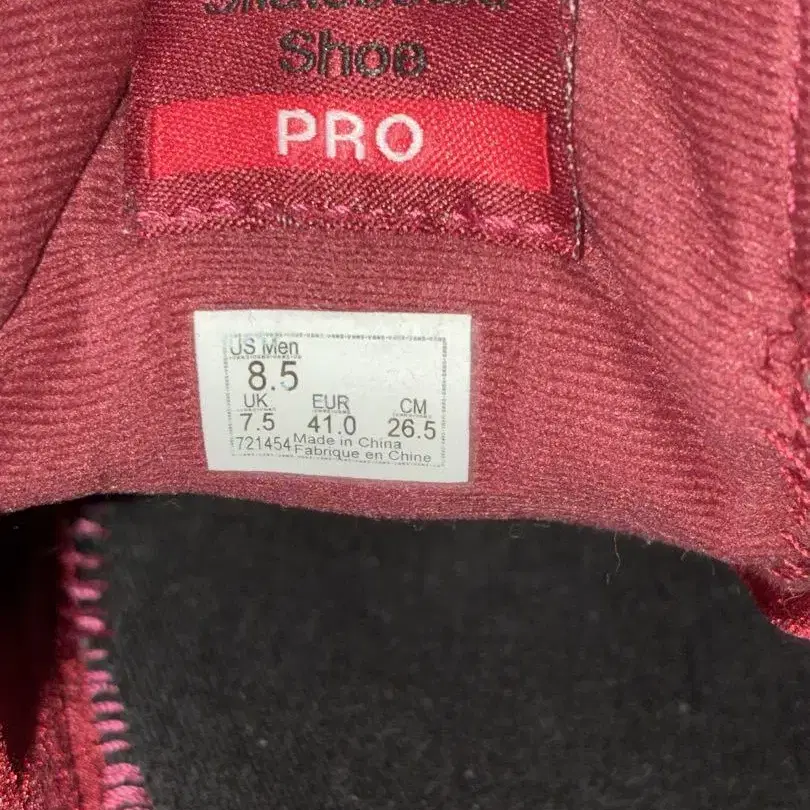 Skateboard
Shoe
PRO
US Men
8.5
UK EUR CM
7.5 41.0 26.5
721454 Made in China
Fabrique en Chine